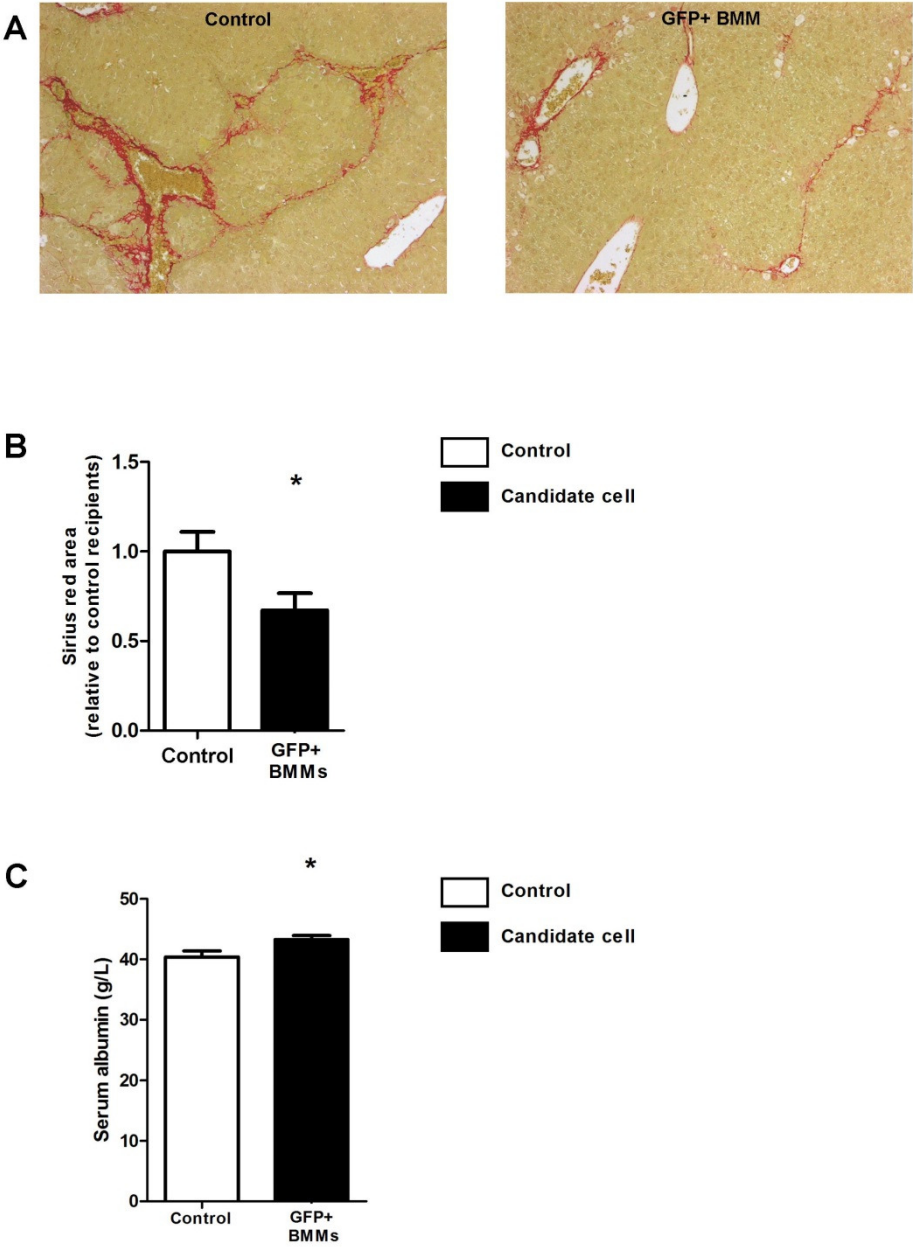 A
Control
GFP+ BMM
B
Sirius red area
(relative to control recipients)
1.5
1.0
0.5
0.0
*
Control
GFP+
BMMs
Control
Candidate cell
C
Serum albumin (g/L)
50
40
30
20
10
0
*
Control
GFP+
BMMs
Control
Candidate cell